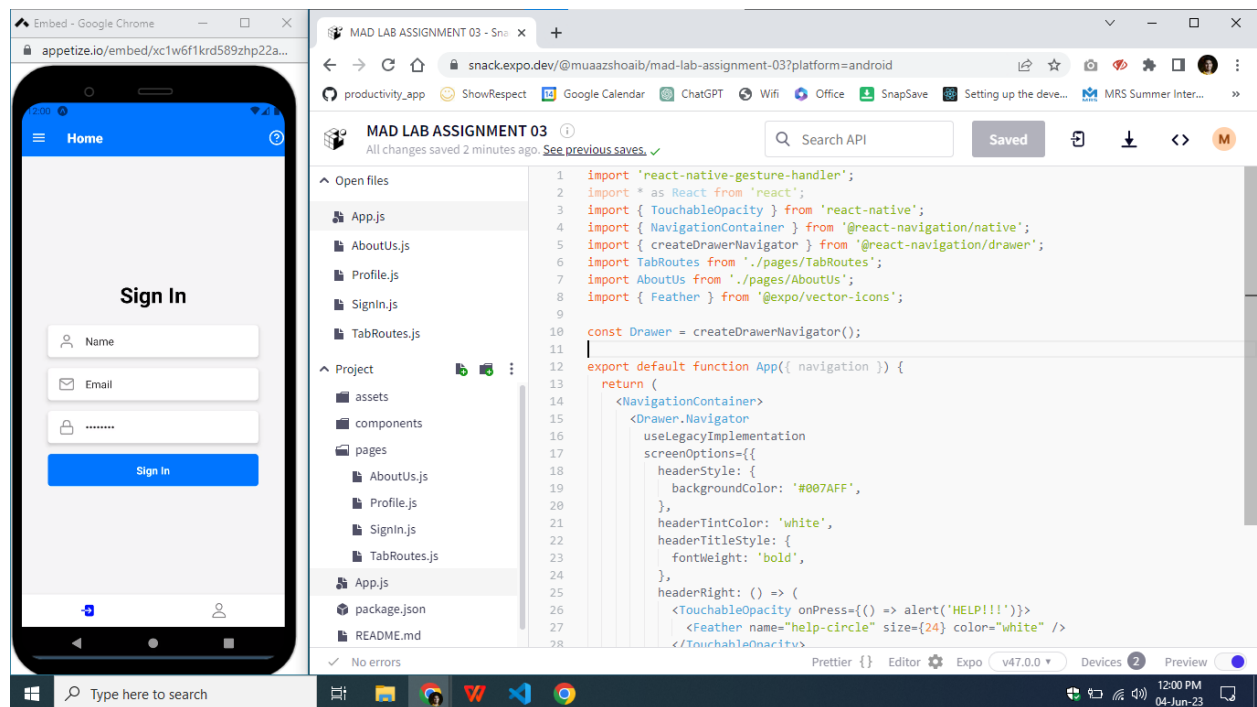 Embed - Google Chrome
appetize.io/embed/xc1w6f1krd589zhp22a...
12:00
Home
Sign In
Name
Email
Sign In
MAD LAB ASSIGNMENT 03 - Sna
snack.expo.dev/@muaazshoaib/mad-lab-assignment-03?platform=android
productivity_app ShowRespect 14 Google Calendar ChatGPT Wifi Office SnapSave Setting up the deve... MRS MRS Summer Inter... »
MAD LAB ASSIGNMENT 03
All changes saved 2 minutes ago. See previous saves.
Search API
Saved
M
Open files
App.js
AboutUs.js
Profile.js
SignIn.js
TabRoutes.js
Project
assets
components
pages
AboutUs.js
Profile.js
SignIn.js
TabRoutes.js
App.js
package.json
README.md
1 import 'react-native-gesture-handler';
2 import * as React from 'react';
3 import { TouchableOpacity } from 'react-native';
4 import { NavigationContainer } from '@react-navigation/native';
5 import { createDrawerNavigator } from '@react-navigation/drawer';
6 import TabRoutes from './pages/TabRoutes';
7 import AboutUs from './pages/AboutUs';
8 import { Feather } from '@expo/vector-icons';
9
10 const Drawer = createDrawerNavigator();
11
12 export default function App({ navigation }) {
13 return (
14 <NavigationContainer>
15 <Drawer.Navigator
16 useLegacyImplementation
17 screenOptions={{
18 headerStyle: {
19 backgroundColor: '#007AFF',
20 },
21 headerTintColor: 'white',
22 headerTitleStyle: {
23 fontWeight: 'bold',
24 },
25 headerRight: () => (
26 <TouchableOpacity onPress={() => alert('HELP!!!')}>
27 <Feather name="help-circle" size={24} color="white" />
28 </TouchableOpacity>
No errors
Prettier {} Editor Expo v47.0.0 Devices 2 Preview
Type here to search
12:00 PM
04-Jun-23